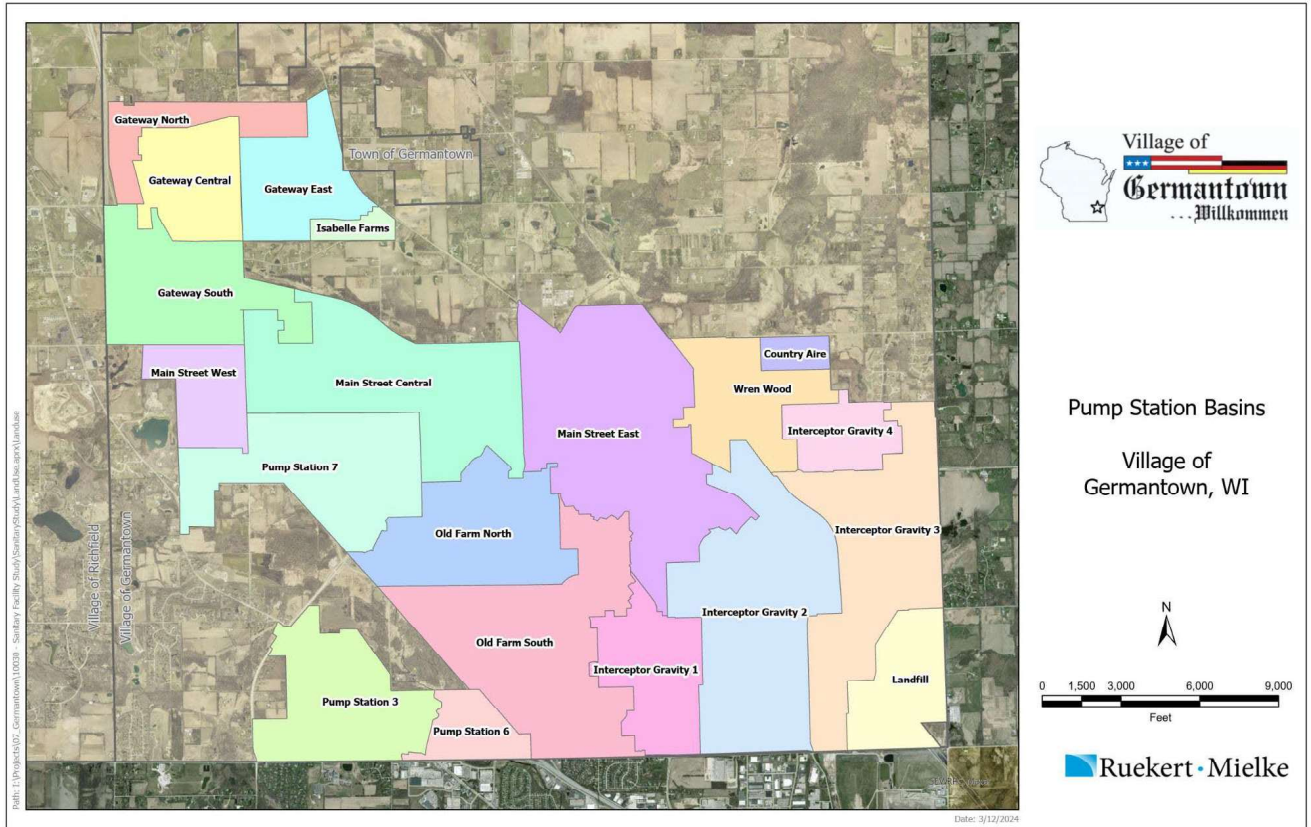 Gateway North
Gateway Central
Gateway East
Town of Germantown
Isabelle Farms
Gateway South
Main Street West
Main Street Central
Country Aire
Wren Wood
Main Street East
Interceptor Gravity 4
Pump Station 7
Old Farm North
Interceptor Gravity 3
Village of Richfield
Village of Germantown
Interceptor Gravity 2
Old Farm South
Interceptor Gravity 1
Landfill
Pump Station 3
Pump Station 6
Village of
Germantown
...Willkommen
Pump Station Basins
Village of
Germantown, WI
N
0 1,500 3,000 6,000 9,000
Feet
Ruekert·Mielke
Date: 3/12/2024